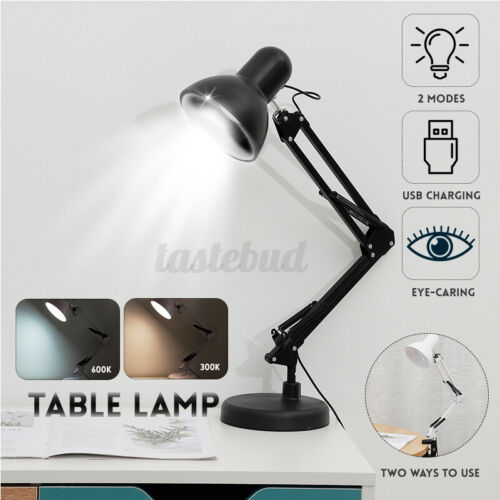 2 MODES
USB CHARGING
EYE-CARING
tastebud
600K
300K
TABLE LAMP
TWO WAYS TO USE